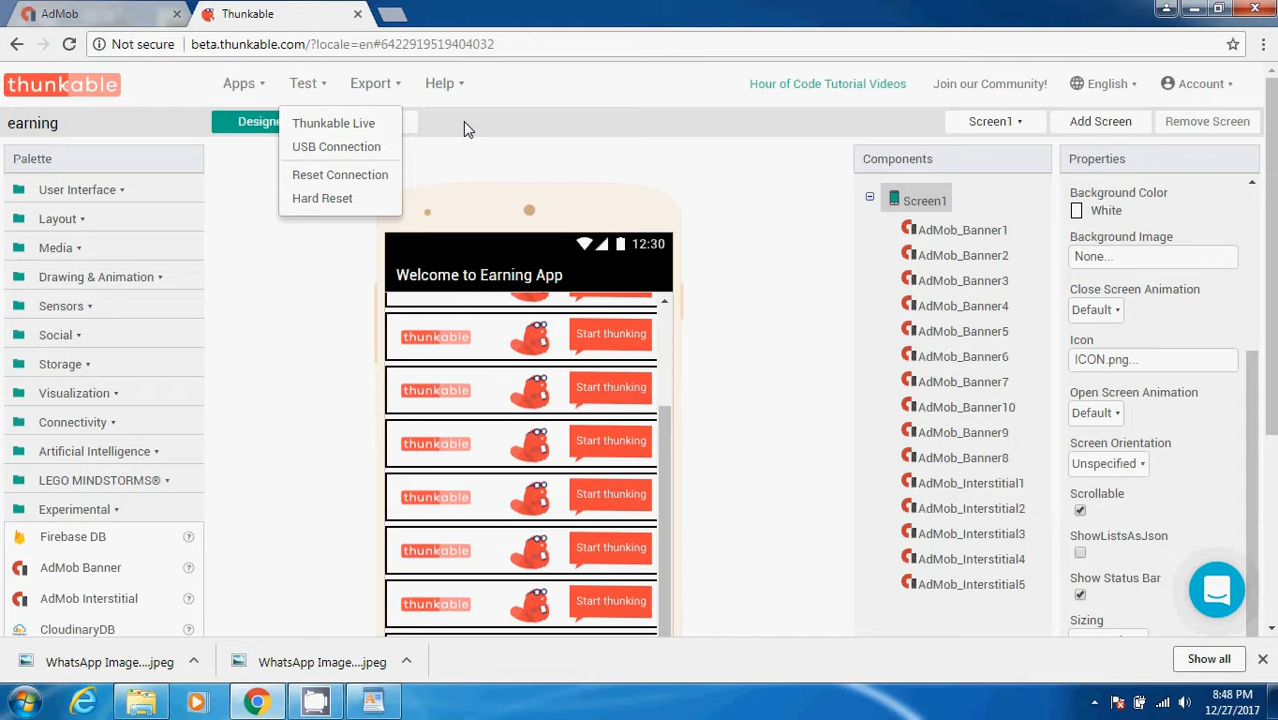 AdMob
Thunkable
Not secure
beta.thunkable.com/?locale=en#6422919519404032
thunkable
Apps
Test
Export
Help
Hour of Code Tutorial Videos
Join our Community!
English
Account
earning
Designe
Thunkable Live
USB Connection
Reset Connection
Hard Reset
Screen1
Add Screen
Remove Screen
Palette
User Interface
Layout
Media
Drawing & Animation
Sensors
Social
Storage
Visualization
Connectivity
Artificial Intelligence
LEGO MINDSTORMS®
Experimental
Firebase DB
?
AdMob Banner
?
AdMob Interstitial
?
CloudinaryDB
?
12:30
Welcome to Earning App
thunkable Start thunking
thunkable Start thunking
thunkable Start thunking
thunkable Start thunking
thunkable Start thunking
thunkable Start thunking
Components
Screen1
AdMob_Banner1
AdMob_Banner2
AdMob_Banner3
AdMob_Banner4
AdMob_Banner5
AdMob_Banner6
AdMob_Banner7
AdMob_Banner10
AdMob_Banner9
AdMob_Banner8
AdMob_Interstitial1
AdMob_Interstitial2
AdMob_Interstitial3
AdMob_Interstitial4
AdMob_Interstitial5
Properties
Background Color
White
Background Image
None...
Close Screen Animation
Default
Icon
ICON.png...
Open Screen Animation
Default
Screen Orientation
Unspecified
Scrollable
ShowListsAsJson
Show Status Bar
Sizing
WhatsApp Image....jpeg
WhatsApp Image....jpeg
Show all
8:48 PM
12/27/2017